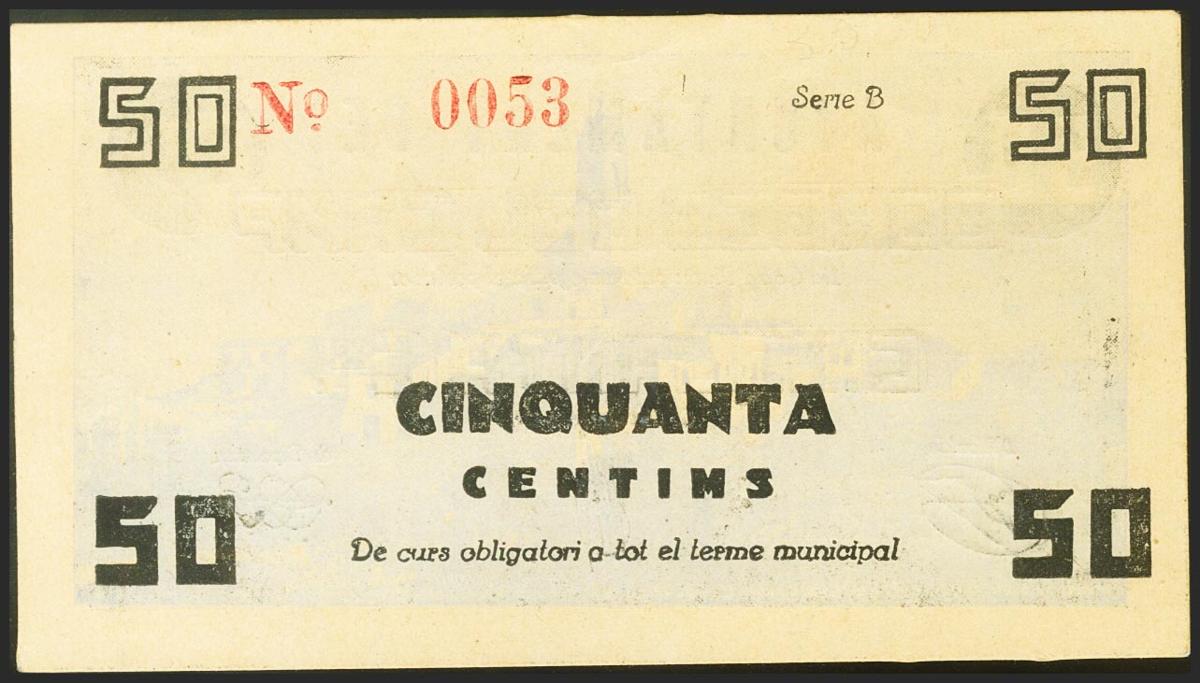 50 Nº 0053 Serie B 50
CINQUANTA
CENTIMS
50 50
De curs obligatori a tot el terme municipal